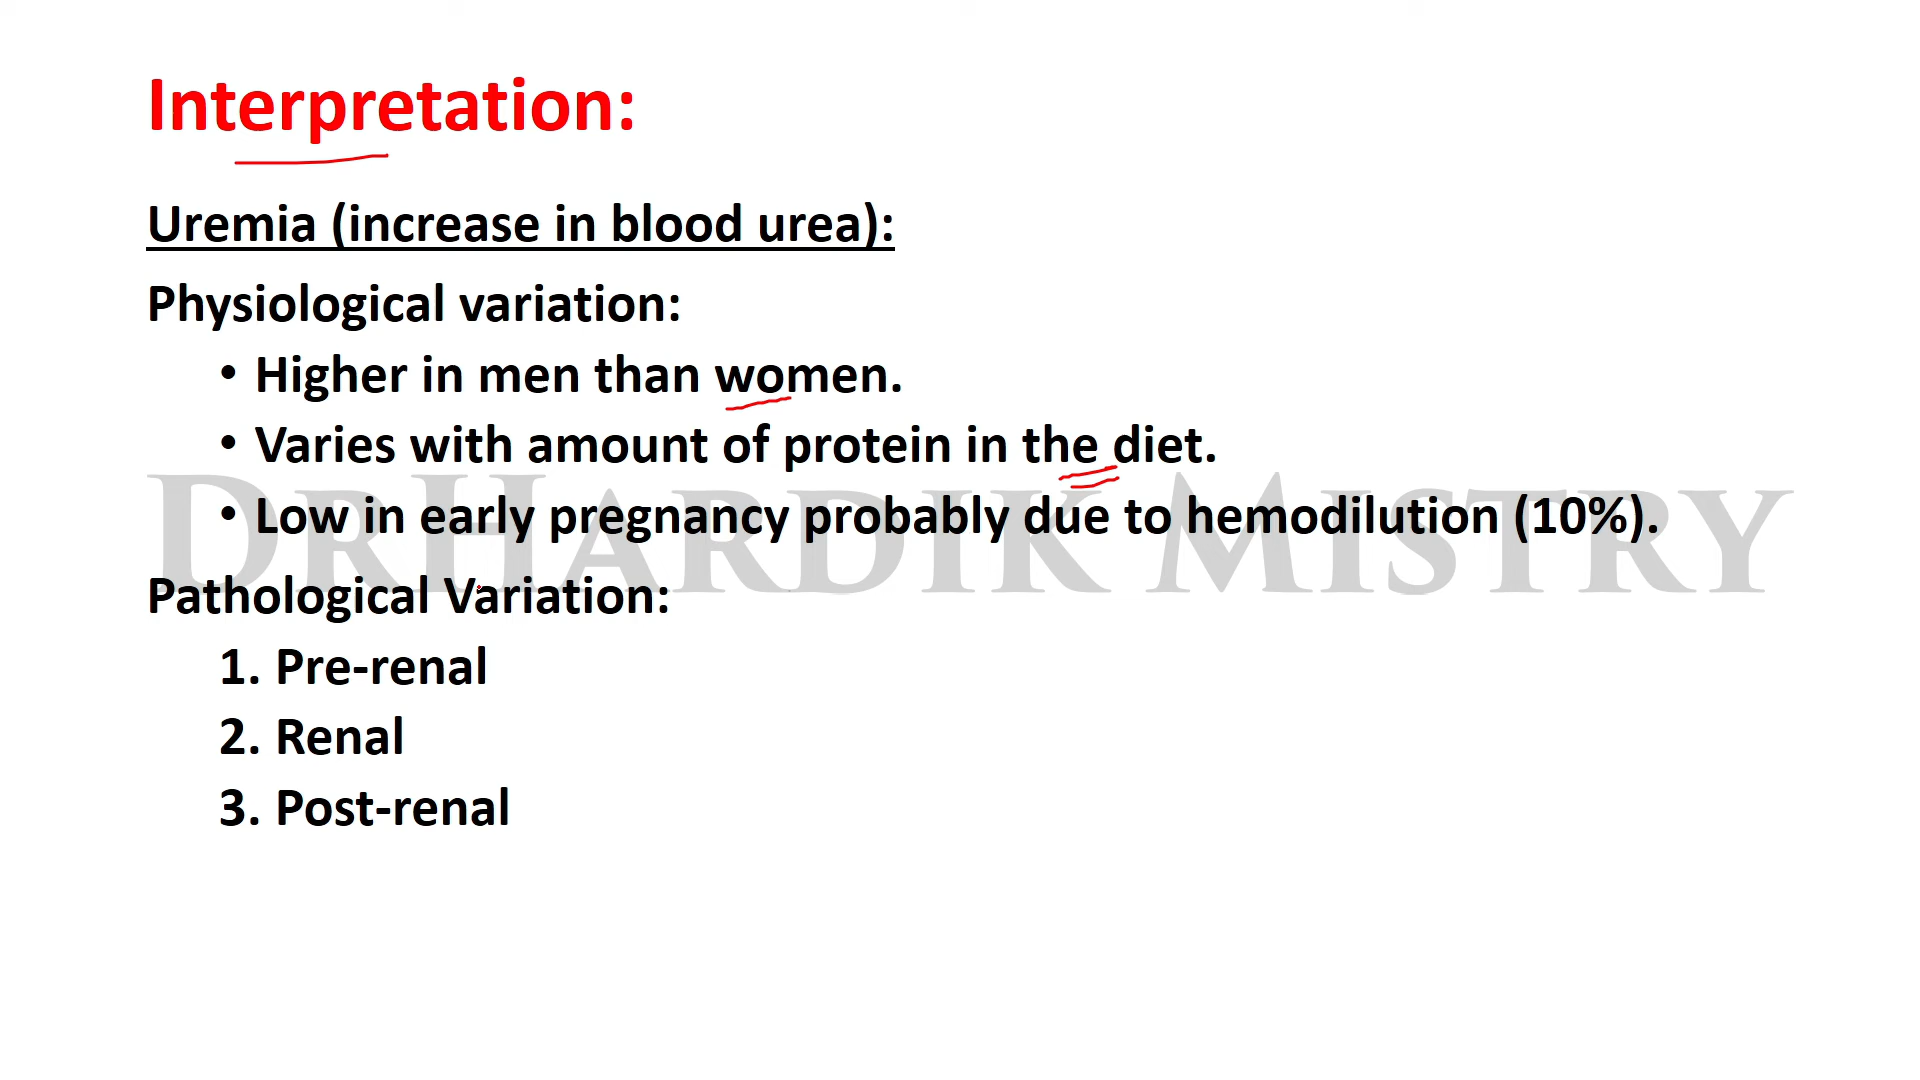 Interpretation:
Uremia (increase in blood urea):
Physiological variation:
• Higher in men than women.
• Varies with amount of protein in the diet.
DRHARDIK MISTRY
• Low in early pregnancy probably due to hemodilution (10%).
Pathological Variation:
1. Pre-renal
2. Renal
3. Post-renal